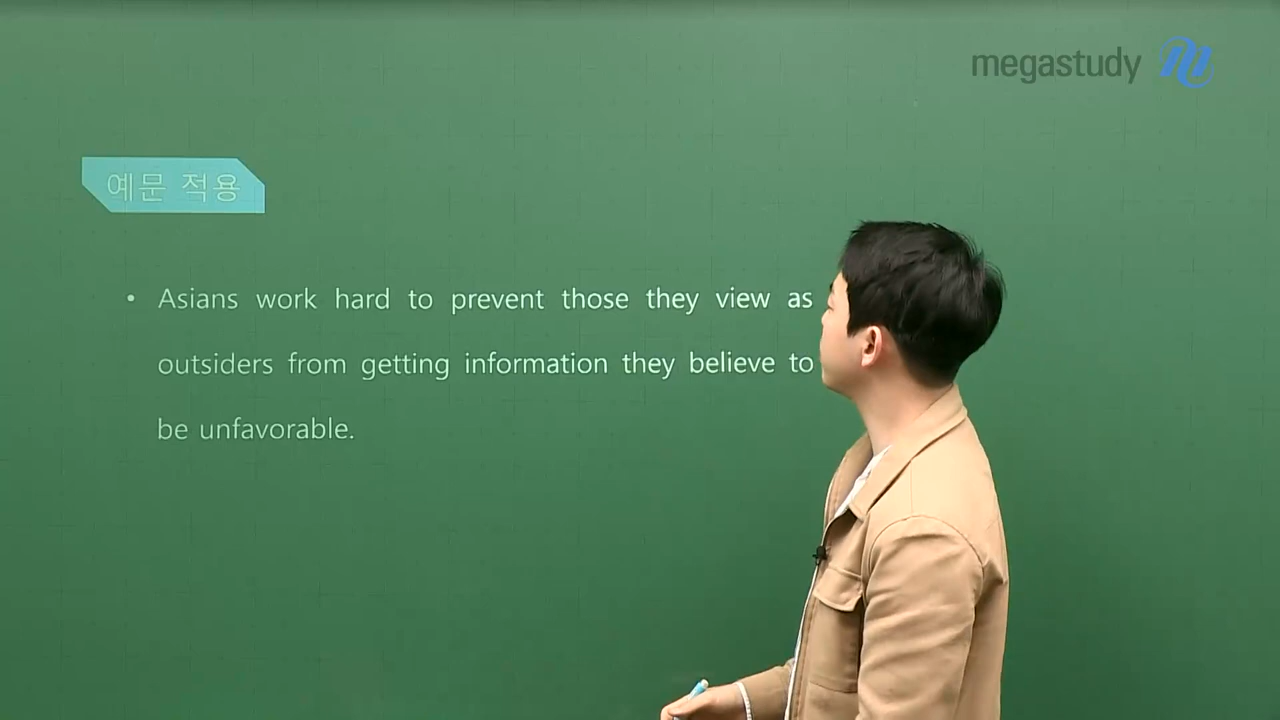 megastudy
예문 적용
• Asians work hard to prevent those they view as
outsiders from getting information they believe to
be unfavorable.